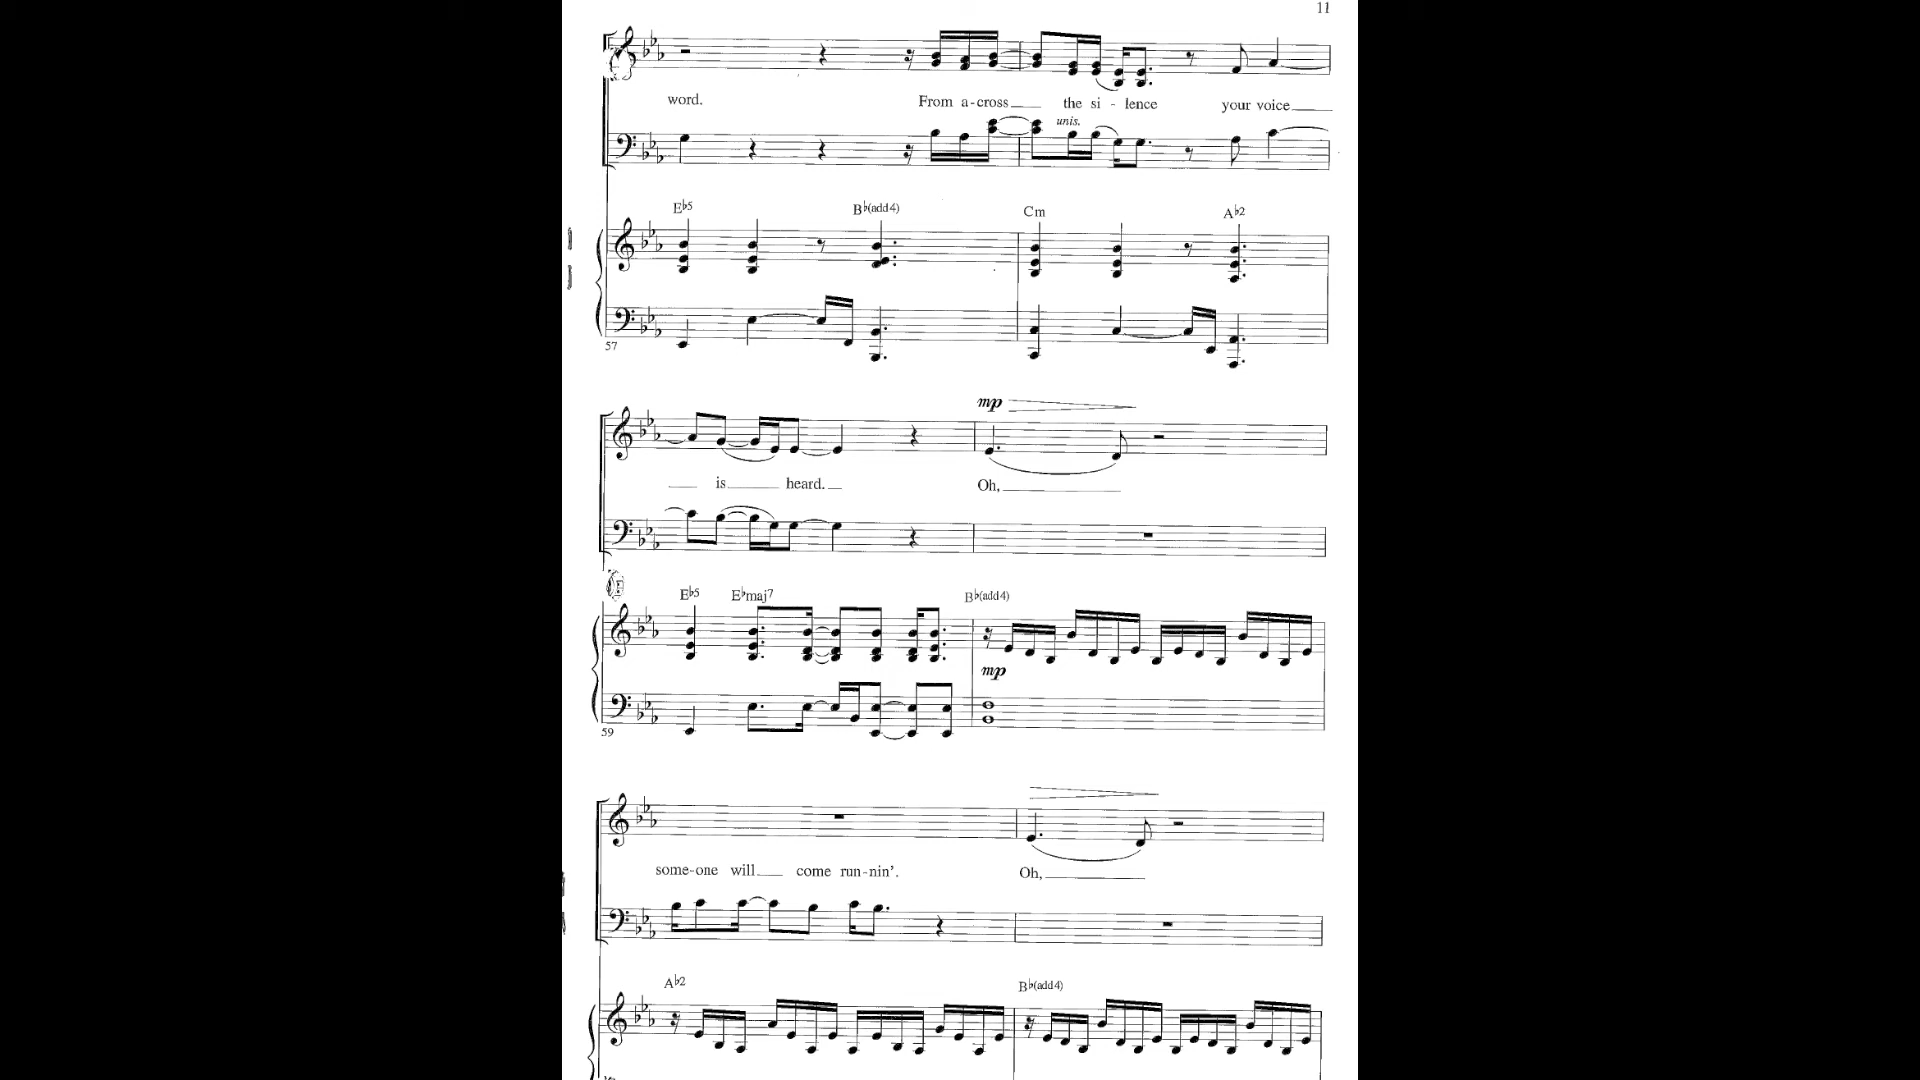 11
word. From a-cross the si - lence your voice
unis.
E♭5 B♭(add4) Cm A♭2
57
mp
is heard. Oh,
E♭5 E♭maj7 B♭(add4)
mp
59
some-one will come run-nin'. Oh,
A♭2 B♭(add4)